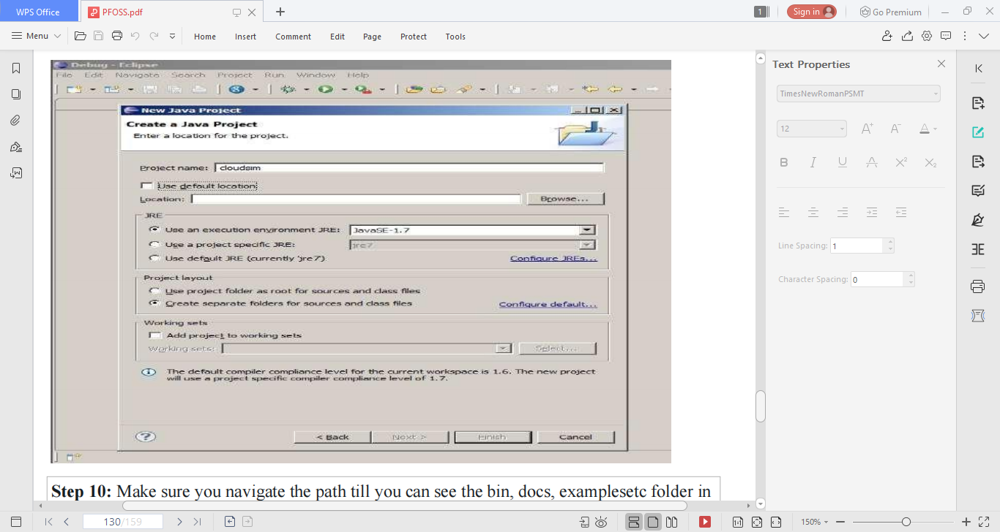 WPS Office
PFOSS.pdf
1
Sign in
Go Premium
Menu
Home
Insert
Comment
Edit
Page
Protect
Tools
Debug - Eclipse
File Edit Navigate Search Project Run Window Help
New Java Project
Create a Java Project
Enter a location for the project.
Project name: cloudsim
Use default location
Location:
Browse...
JRE
Use an execution environment JRE: JavaSE-1.7
Use a project specific JRE: jre7
Use default JRE (currently 'jre7')
Configure JREs...
Project layout
Use project folder as root for sources and class files
Create separate folders for sources and class files
Configure default...
Working sets
Add project to working sets
Working sets:
Select...
The default compiler compliance level for the current workspace is 1.6. The new project
will use a project specific compiler compliance level of 1.7.
< Back
Next >
Finish
Cancel
Step 10: Make sure you navigate the path till you can see the bin, docs, examplesetc folder in
Text Properties
TimesNewRomanPSMT
12
Line Spacing: 1
Character Spacing: 0
130/159
150%